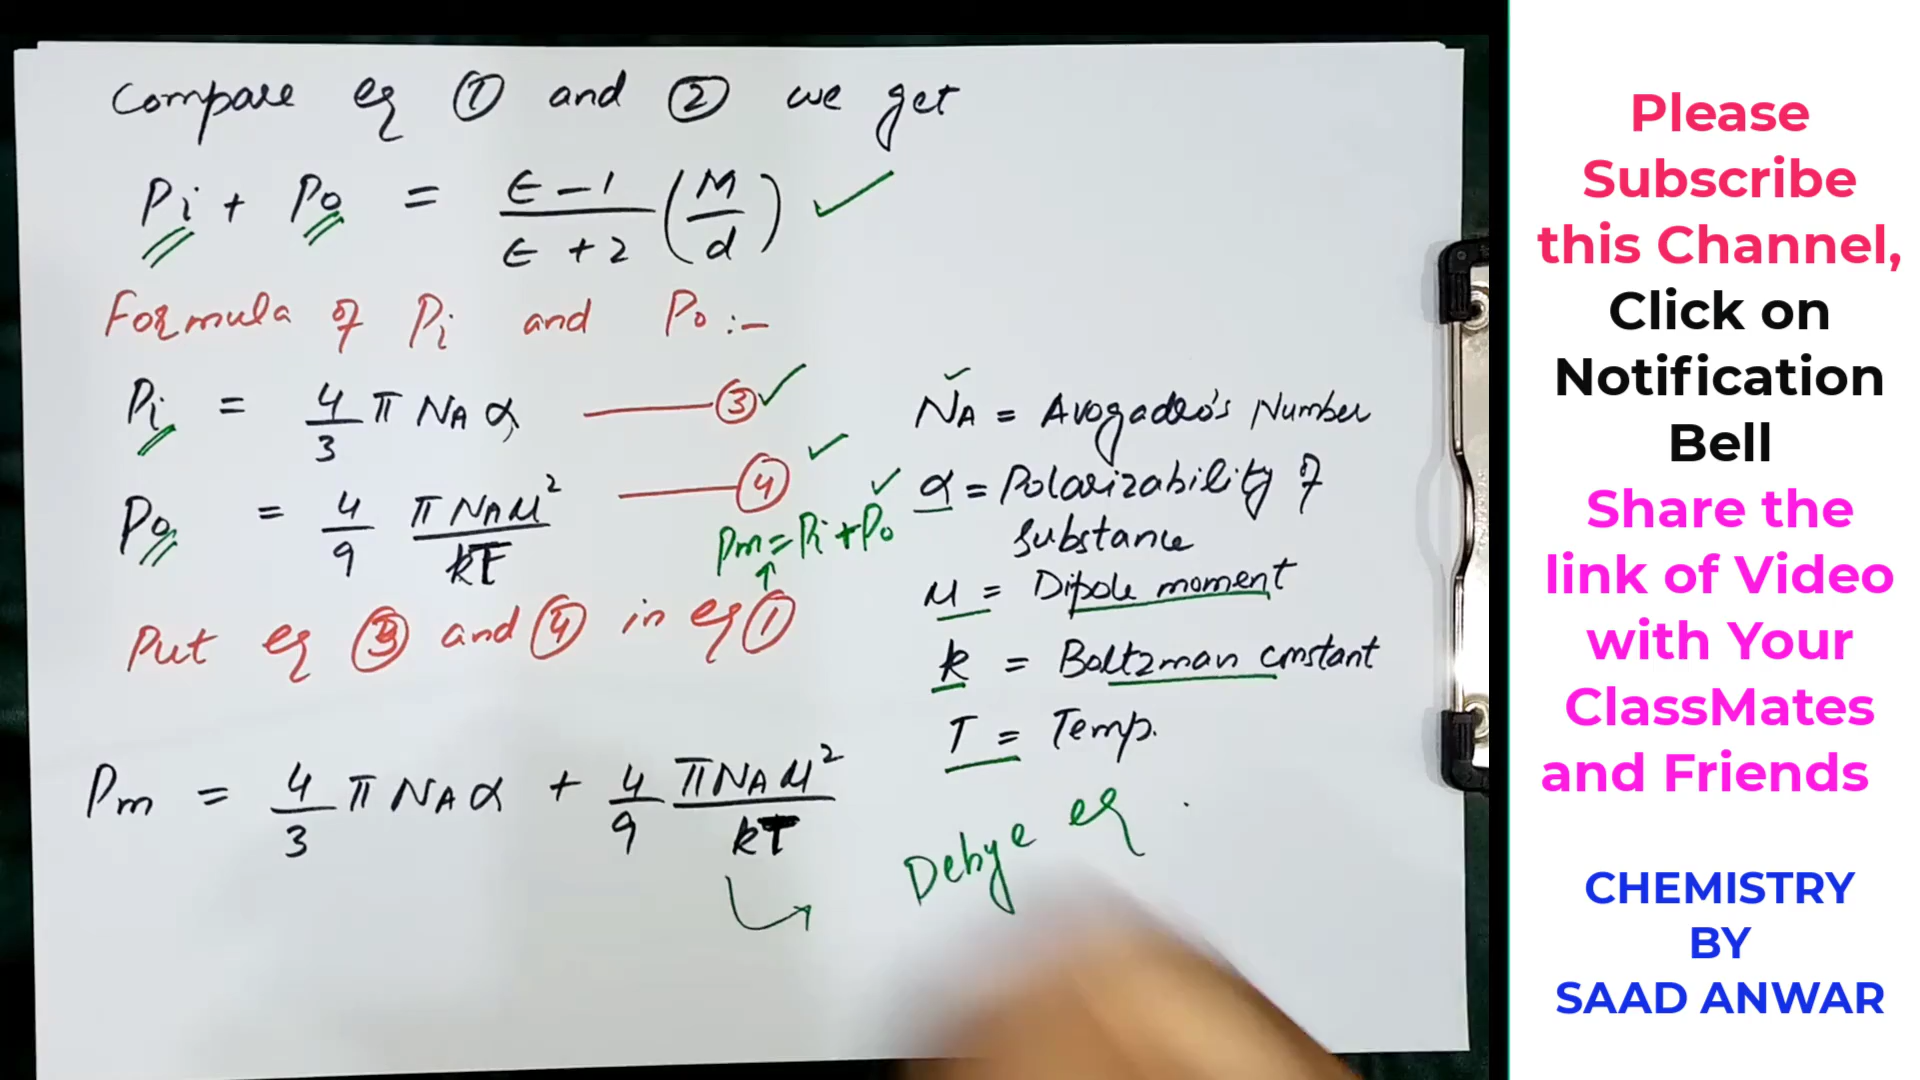 Compare eq ① and ② we get
Pi + Po = ϵ - 1 / ϵ + 2 (M / d) ✓
Formula of Pi and Po :-
Pi = 4/3 π NA α ——— ③ ✓
Po = 4/9 πNAμ² / kT ——— ④ ✓
Pm = Pi + Po ✓
Put eq ③ and ④ in eq ①
Pm = 4/3 π NA α + 4/9 πNAμ² / kT
Debye eq
NA = Avogadro's Number
α = Polarizability of
substance
μ = Dipole moment
k = Boltzman constant
T = Temp.
Please
Subscribe
this Channel,
Click on
Notification
Bell
Share the
link of Video
with Your
ClassMates
and Friends
CHEMISTRY
BY
SAAD ANWAR